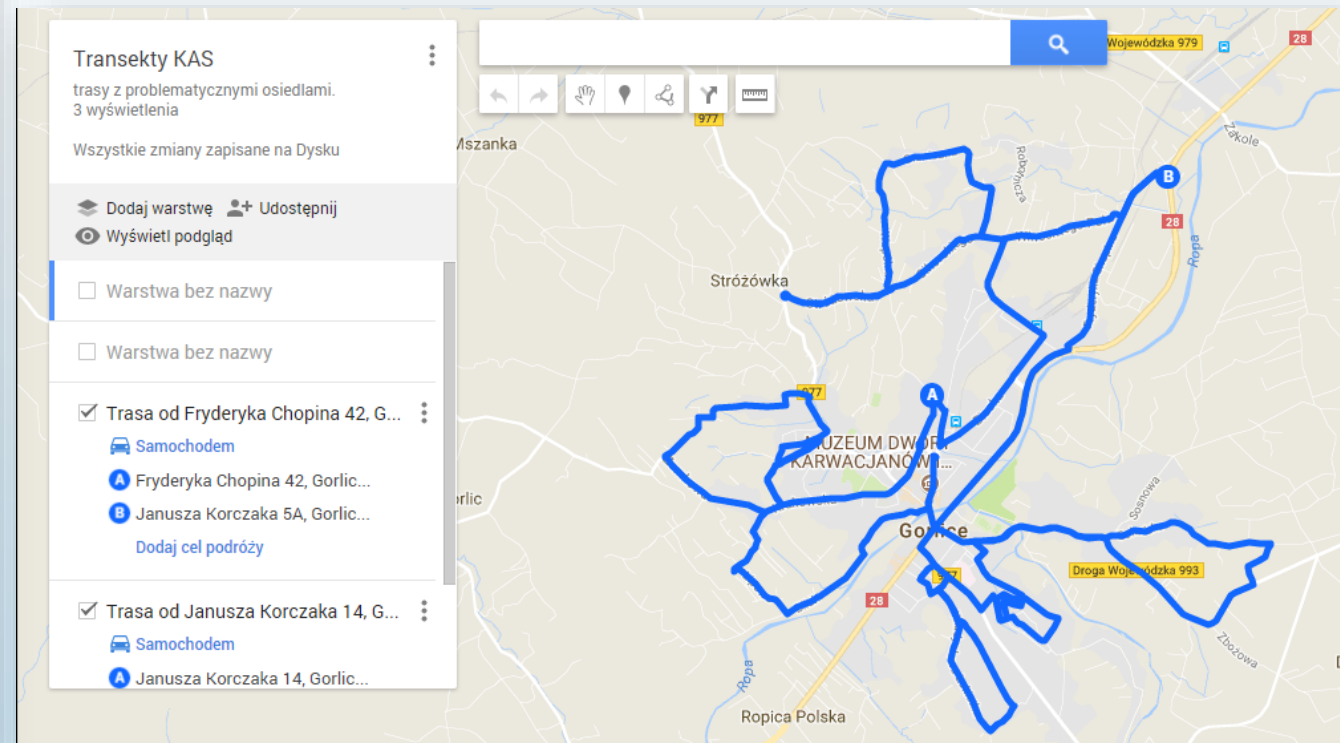 Transekty KAS
trasy z problematycznymi osiedlami.
3 wyświetlenia
Wszystkie zmiany zapisane na Dysku
Dodaj warstwę Udostępnij
Wyświetl podgląd
Warstwa bez nazwy
Warstwa bez nazwy
Trasa od Fryderyka Chopina 42, G...
Samochodem
A Fryderyka Chopina 42, Gorlic...
B Janusza Korczaka 5A, Gorlic...
Dodaj cel podróży
Trasa od Janusza Korczaka 14, G...
Samochodem
A Janusza Korczaka 14, Gorlic...
Wojewódzka 979
28
977
Mszanka
Zakole
Robotnicza
B
28
Ropa
Stróżówka
977
A
MUZEUM DWÓR
KARWACJANÓW I...
Gorlice
Sosnowa
977
Droga Wojewódzka 993
28
Zbożowa
Ropa
Ropica Polska